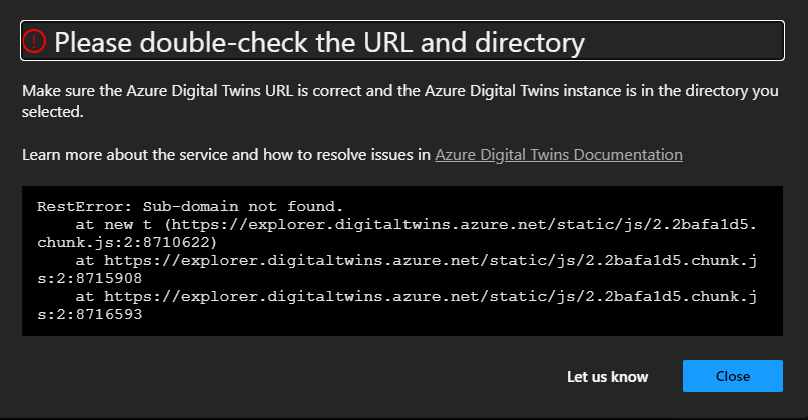 Please double-check the URL and directory
Make sure the Azure Digital Twins URL is correct and the Azure Digital Twins instance is in the directory you
selected.
Learn more about the service and how to resolve issues in Azure Digital Twins Documentation
RestError: Sub-domain not found.
    at new t (https://explorer.digitaltwins.azure.net/static/js/2.2bafa1d5.
chunk.js:2:8710622)
    at https://explorer.digitaltwins.azure.net/static/js/2.2bafa1d5.chunk.j
s:2:8715908
    at https://explorer.digitaltwins.azure.net/static/js/2.2bafa1d5.chunk.j
s:2:8716593
Let us know
Close